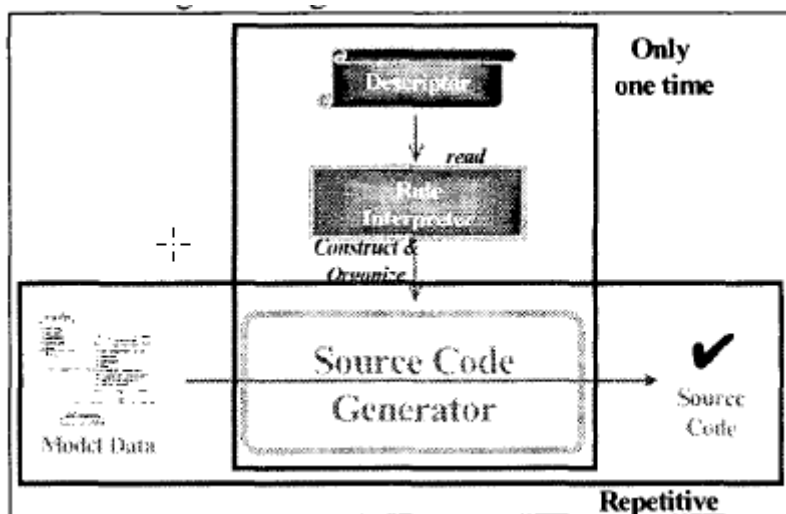 Only
one time
Descriptor
read
Rule
Interpreter
Construct &
Organize
Source Code
Generator
Model Data
Source
Code
Repetitive